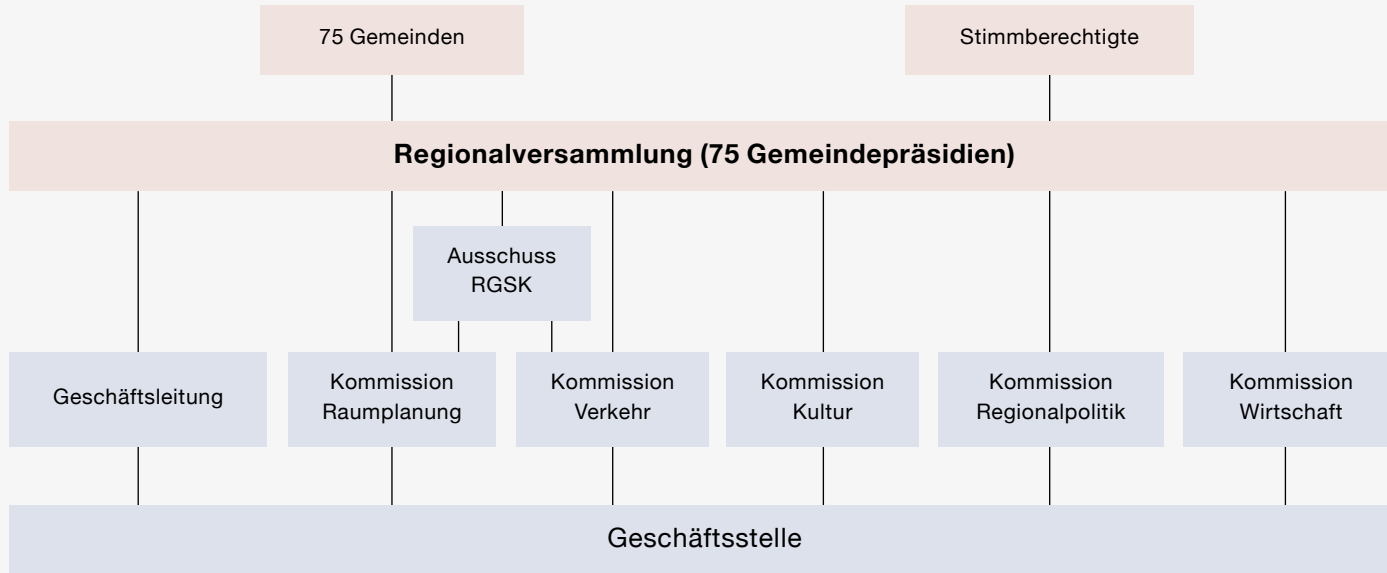 75 Gemeinden
Stimmberechtigte
Regionalversammlung (75 Gemeindepräsidien)
Ausschuss
RGSK
Geschäftsleitung
Kommission
Raumplanung
Kommission
Verkehr
Kommission
Kultur
Kommission
Regionalpolitik
Kommission
Wirtschaft
Geschäftsstelle